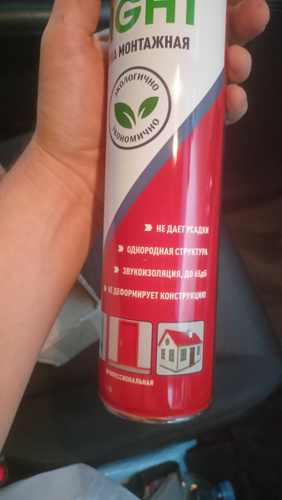 GHT
А МОНТАЖНАЯ
ЭКОЛОГИЧНО
ЭКОНОМИЧНО
НЕ ДАЕТ УСАДКИ
ОДНОРОДНАЯ СТРУКТУРА
ЗВУКОИЗОЛЯЦИЯ, ДО 65дБ
НЕ ДЕФОРМИРУЕТ КОНСТРУКЦИЮ
ПРОФЕССИОНАЛЬНАЯ